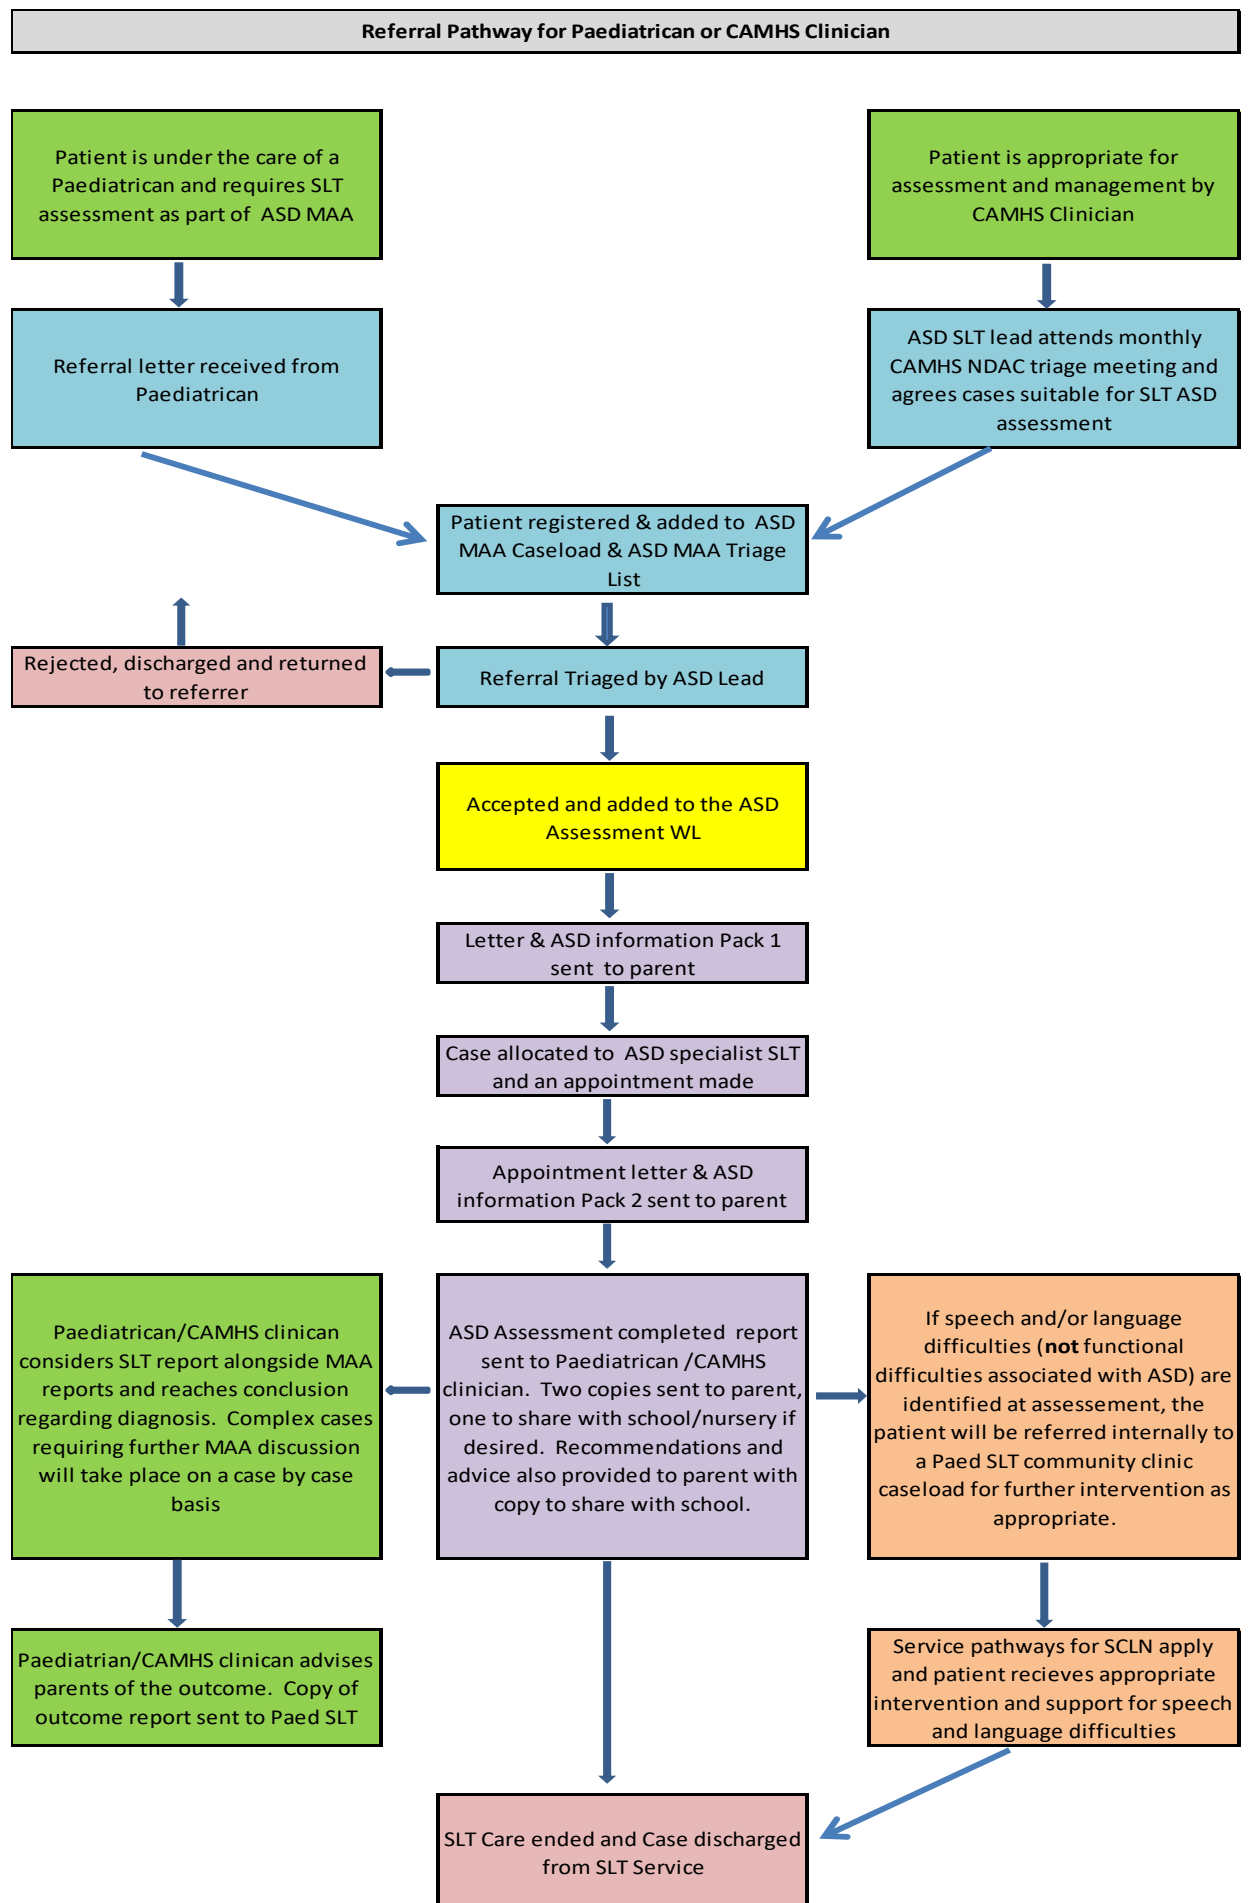 Referral Pathway for Paediatrican or CAMHS Clinician
Patient is under the care of a
Paediatrican and requires SLT
assessment as part of ASD MAA
Patient is appropriate for
assessment and management by
CAMHS Clinician
Referral letter received from
Paediatrican
ASD SLT lead attends monthly
CAMHS NDAC triage meeting and
agrees cases suitable for SLT ASD
assessment
Patient registered & added to ASD
MAA Caseload & ASD MAA Triage
List
Rejected, discharged and returned
to referrer
Referral Triaged by ASD Lead
Accepted and added to the ASD
Assessment WL
Letter & ASD information Pack 1
sent to parent
Case allocated to ASD specialist SLT
and an appointment made
Appointment letter & ASD
information Pack 2 sent to parent
Paediatrican/CAMHS clinican
considers SLT report alongside MAA
reports and reaches conclusion
regarding diagnosis. Complex cases
requiring further MAA discussion
will take place on a case by case
basis
ASD Assessment completed report
sent to Paediatrican /CAMHS
clinician. Two copies sent to parent,
one to share with school/nursery if
desired. Recommendations and
advice also provided to parent with
copy to share with school.
If speech and/or language
difficulties (not functional
difficulties associated with ASD) are
identified at assessement, the
patient will be referred internally to
a Paed SLT community clinic
caseload for further intervention as
appropriate.
Paediatrian/CAMHS clinican advises
parents of the outcome. Copy of
outcome report sent to Paed SLT
Service pathways for SCLN apply
and patient recieves appropriate
intervention and support for speech
and language difficulties
SLT Care ended and Case discharged
from SLT Service